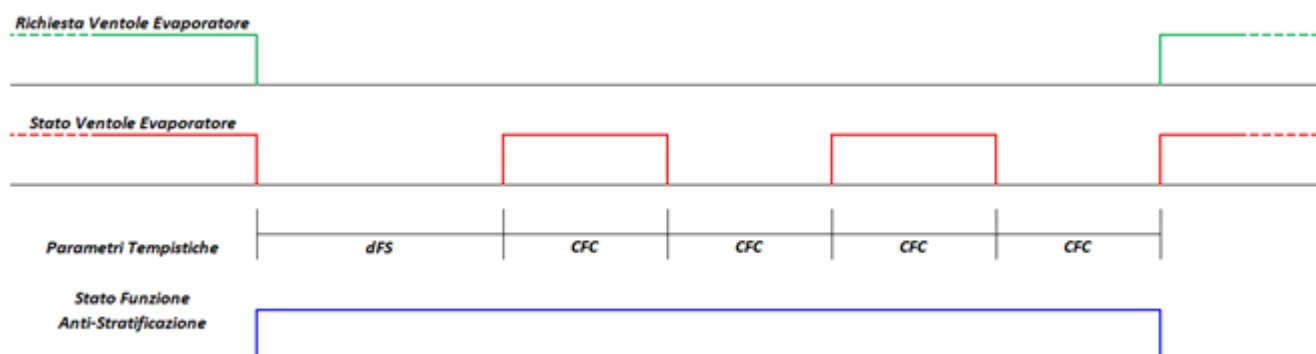 Richiesta Ventole Evaporatore
Stato Ventole Evaporatore
Parametri Tempistiche dFS CFC CFC CFC CFC
Stato Funzione
Anti-Stratificazione